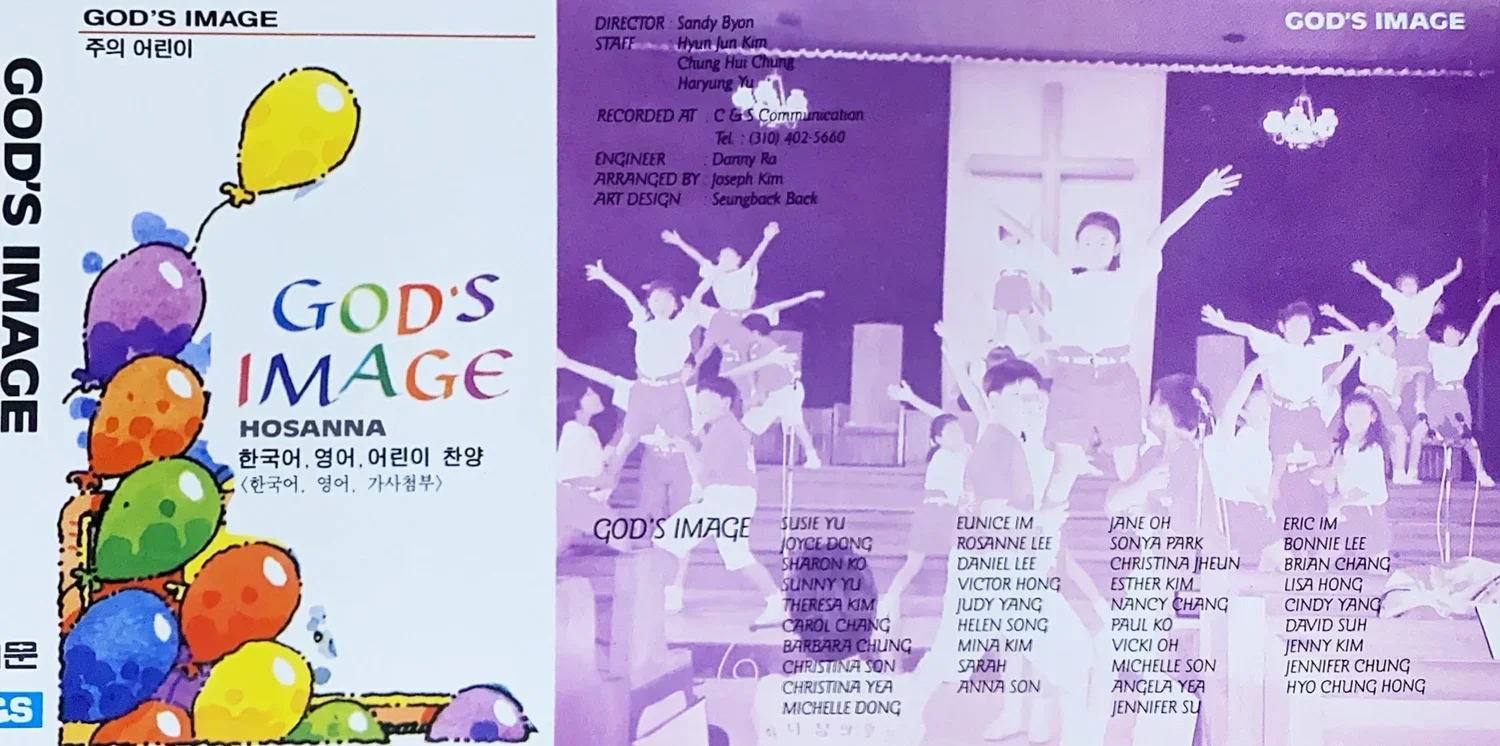 GOD'S IMAGE
문
GOD'S IMAGE
주의 어린이
GOD'S
IMAGE
HOSANNA
한국어, 영어, 어린이 찬양
〈한국어, 영어, 가사첨부〉
GOD'S IMAGE
DIRECTOR : Sandy Byon
STAFF : Hyun Jun Kim
Chung Hui Chung
Haryung Yu
RECORDED AT : C & S Communication
Tel. : (310) 402-5660
ENGINEER : Danny Ra
ARRANGED BY : Joseph Kim
ART DESIGN : Seungback Back
GOD'S IMAGE
SUSIE YU
JOYCE DONG
SHARON KO
SUNNY YU
THERESA KIM
CAROL CHANG
BARBARA CHUNG
CHRISTINA SON
CHRISTINA YEA
MICHELLE DONG
EUNICE IM
ROSANNE LEE
DANIEL LEE
VICTOR HONG
JUDY YANG
HELEN SONG
MINA KIM
SARAH
ANNA SON
JANE OH
SONYA PARK
CHRISTINA JHEUN
ESTHER KIM
NANCY CHANG
PAUL KO
VICKI OH
MICHELLE SON
ANGELA YEA
JENNIFER SU
ERIC IM
BONNIE LEE
BRIAN CHANG
LISA HONG
CINDY YANG
DAVID SUH
JENNY KIM
JENNIFER CHUNG
HYO CHUNG HONG